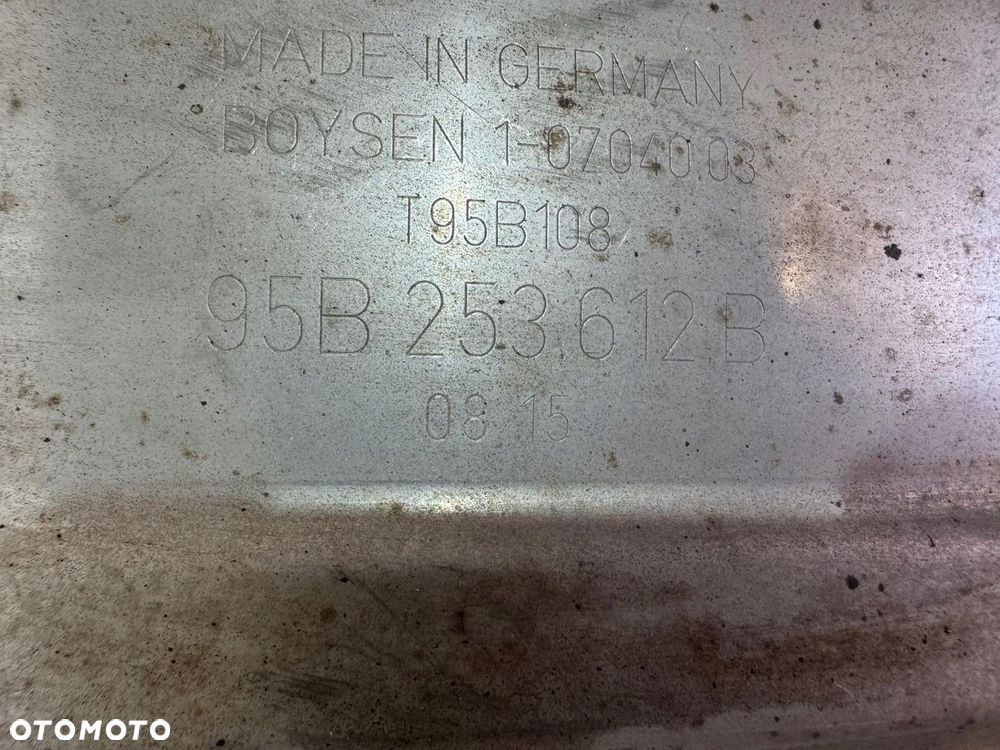 MADE IN GERMANY
BOYSEN 1-07040 03
T95B108
95B 253 612 B
08 15
OTOMOTO